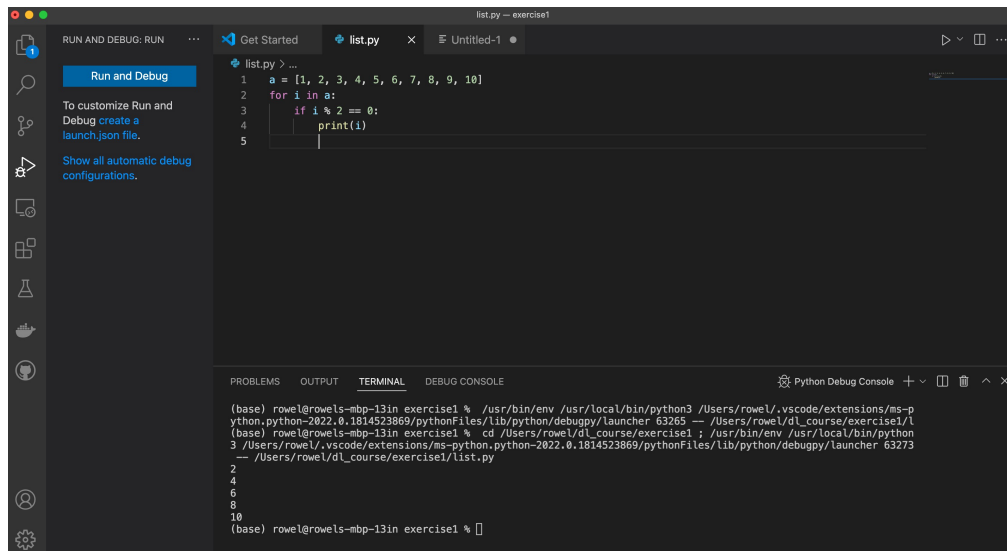 list.py — exercise1
RUN AND DEBUG: RUN ···
Get Started
list.py
Untitled-1
1
Run and Debug
To customize Run and
Debug create a
launch.json file.
Show all automatic debug
configurations.
list.py > ...
1 a = [1, 2, 3, 4, 5, 6, 7, 8, 9, 10]
2 for i in a:
3 if i % 2 == 0:
4 print(i)
5
PROBLEMS OUTPUT TERMINAL DEBUG CONSOLE
Python Debug Console
(base) rowel@rowels-mbp-13in exercise1 % /usr/bin/env /usr/local/bin/python3 /Users/rowel/.vscode/extensions/ms-p
ython.python-2022.0.1814523869/pythonFiles/lib/python/debugpy/launcher 63265 -- /Users/rowel/dl_course/exercise1/l
(base) rowel@rowels-mbp-13in exercise1 % cd /Users/rowel/dl_course/exercise1 ; /usr/bin/env /usr/local/bin/python
3 /Users/rowel/.vscode/extensions/ms-python.python-2022.0.1814523869/pythonFiles/lib/python/debugpy/launcher 63273
-- /Users/rowel/dl_course/exercise1/list.py
2
4
6
8
10
(base) rowel@rowels-mbp-13in exercise1 %